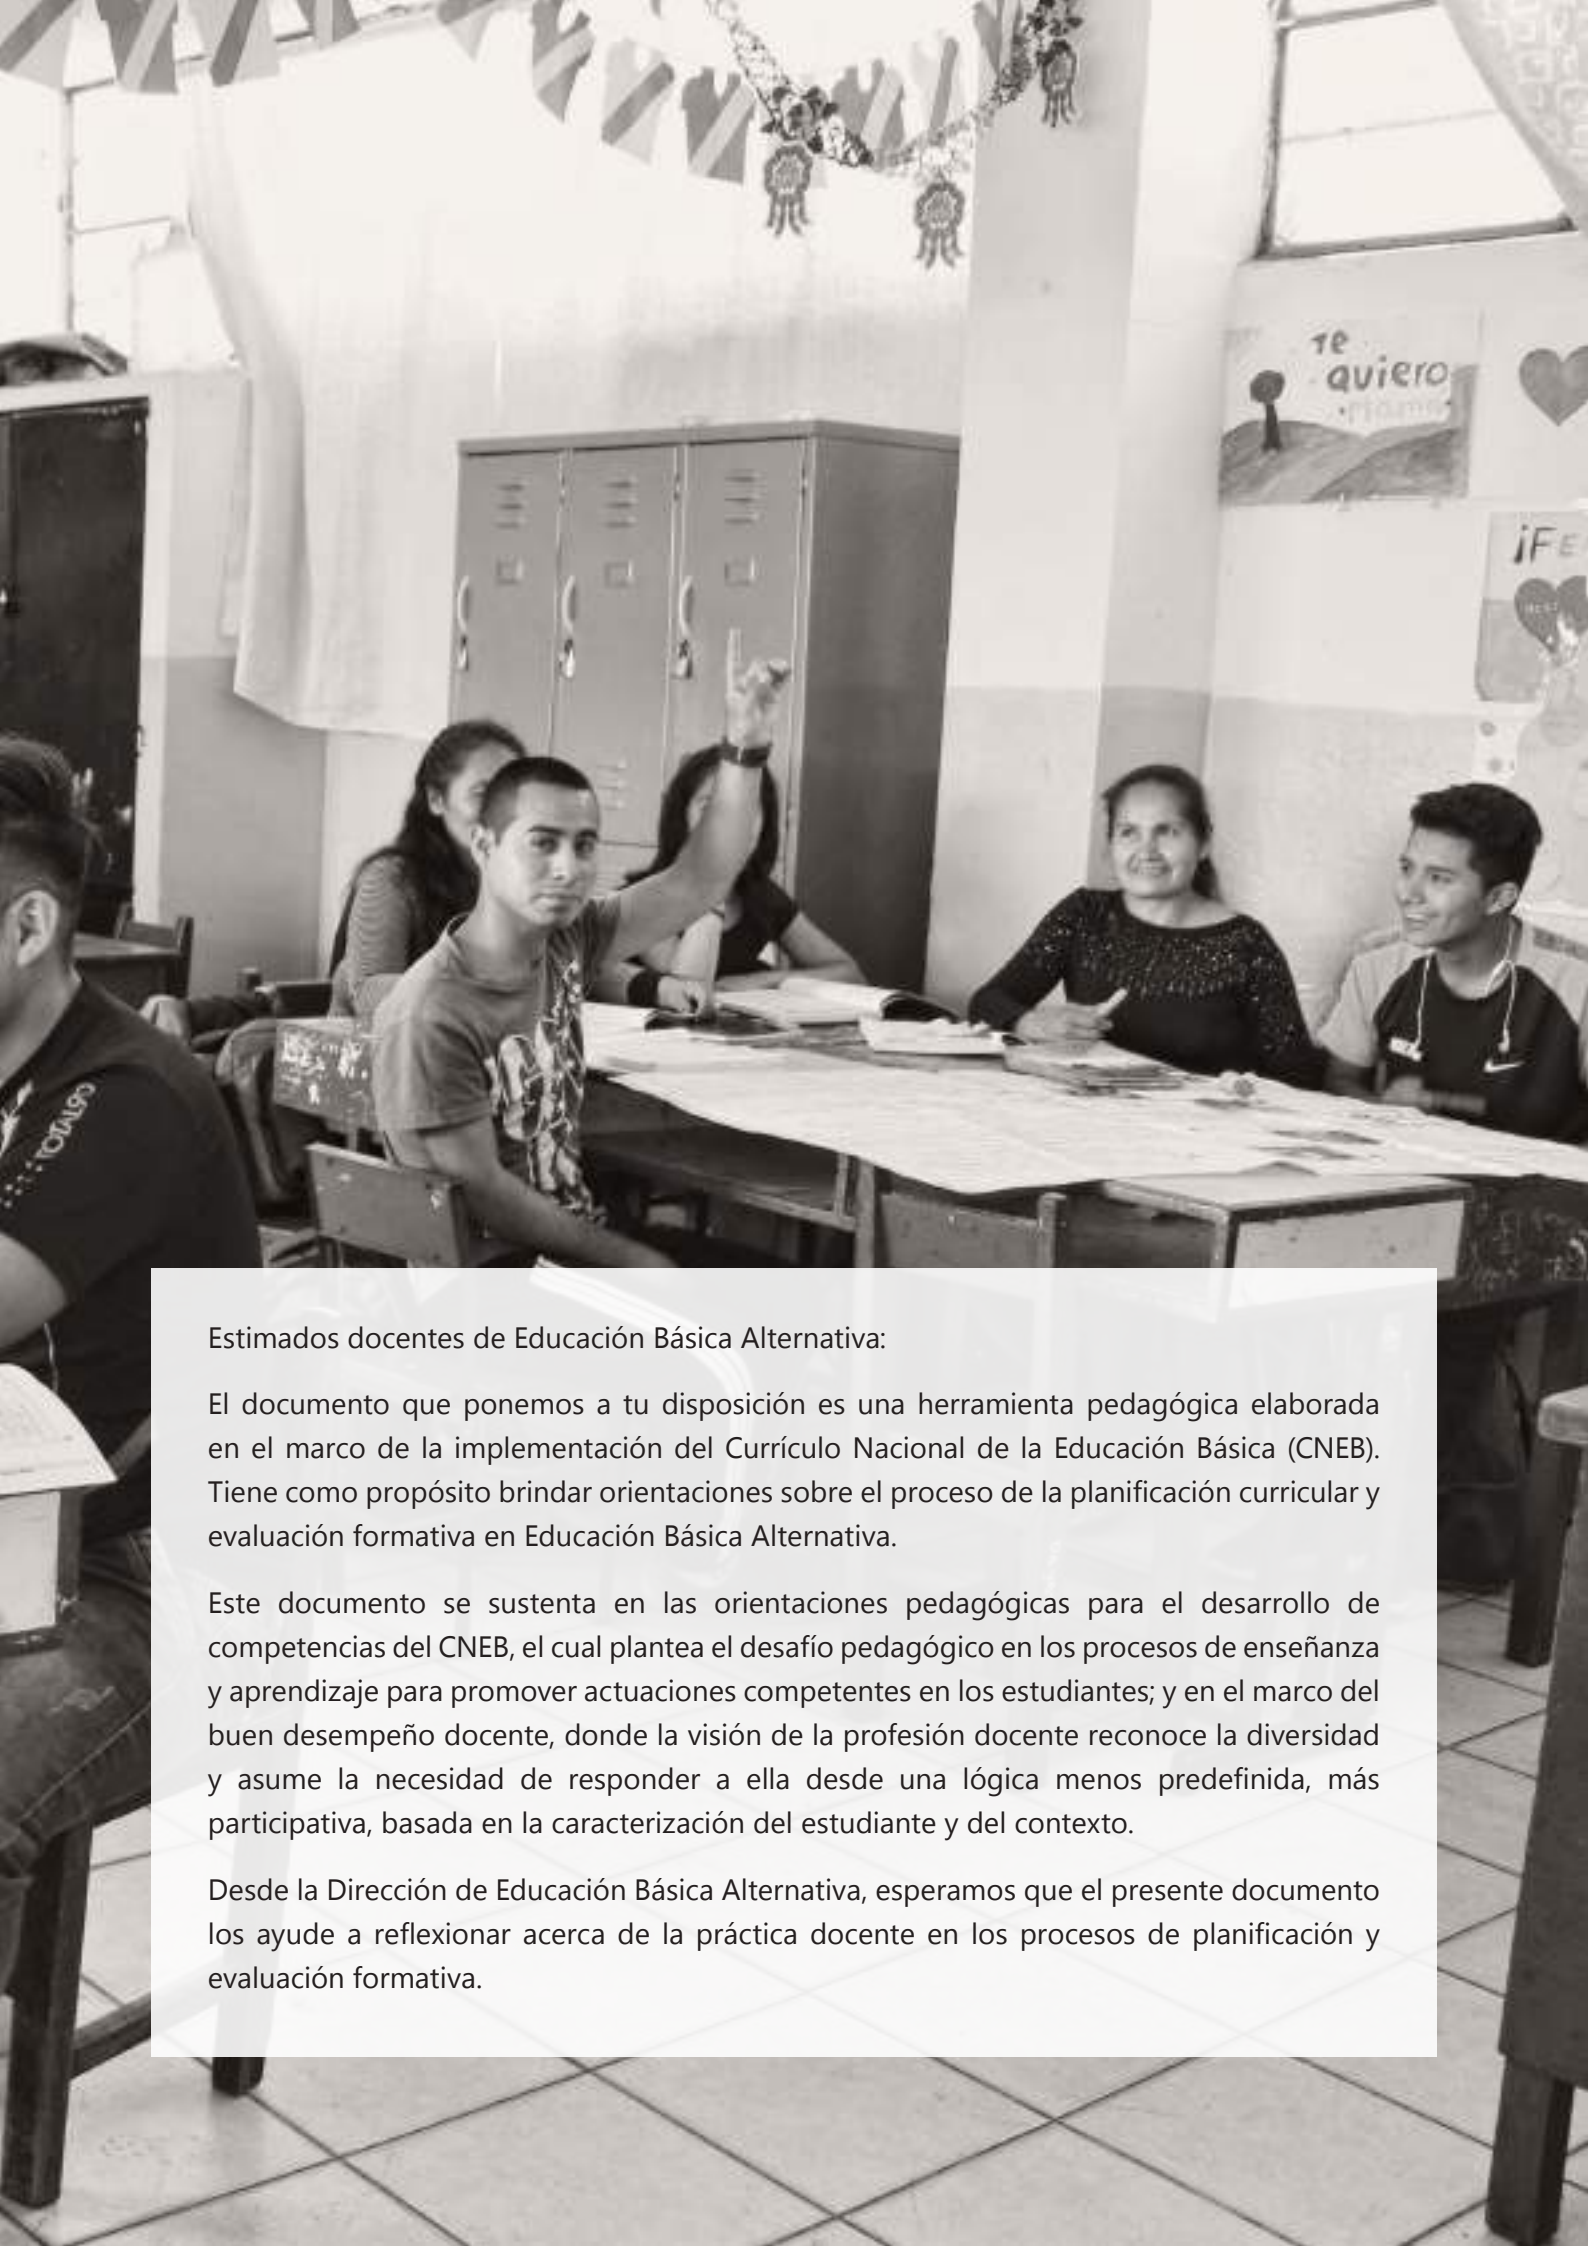 Te
quiero
Mamá
¡FE
TOTAL90
Estimados docentes de Educación Básica Alternativa:
El documento que ponemos a tu disposición es una herramienta pedagógica elaborada
en el marco de la implementación del Currículo Nacional de la Educación Básica (CNEB).
Tiene como propósito brindar orientaciones sobre el proceso de la planificación curricular y
evaluación formativa en Educación Básica Alternativa.
Este documento se sustenta en las orientaciones pedagógicas para el desarrollo de
competencias del CNEB, el cual plantea el desafío pedagógico en los procesos de enseñanza
y aprendizaje para promover actuaciones competentes en los estudiantes; y en el marco del
buen desempeño docente, donde la visión de la profesión docente reconoce la diversidad
y asume la necesidad de responder a ella desde una lógica menos predefinida, más
participativa, basada en la caracterización del estudiante y del contexto.
Desde la Dirección de Educación Básica Alternativa, esperamos que el presente documento
los ayude a reflexionar acerca de la práctica docente en los procesos de planificación y
evaluación formativa.